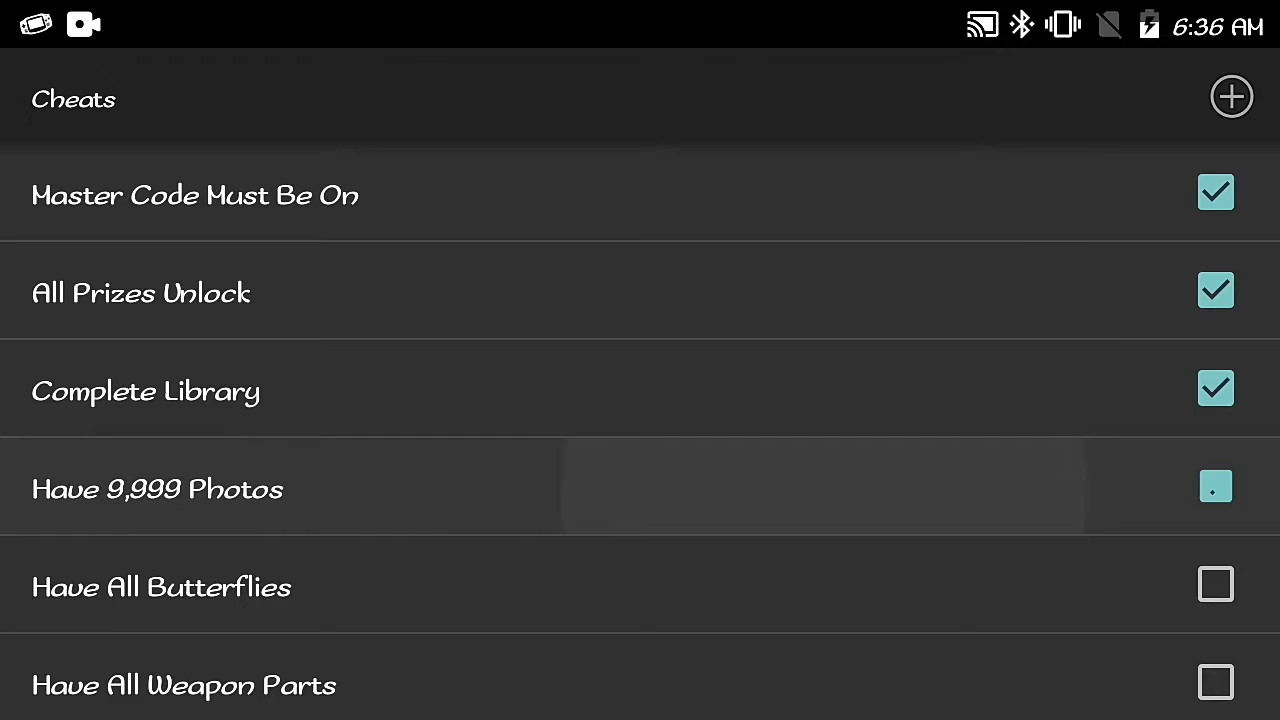 6:36 AM
Cheats
Master Code Must Be On
All Prizes Unlock
Complete Library
Have 9,999 Photos
Have All Butterflies
Have All Weapon Parts